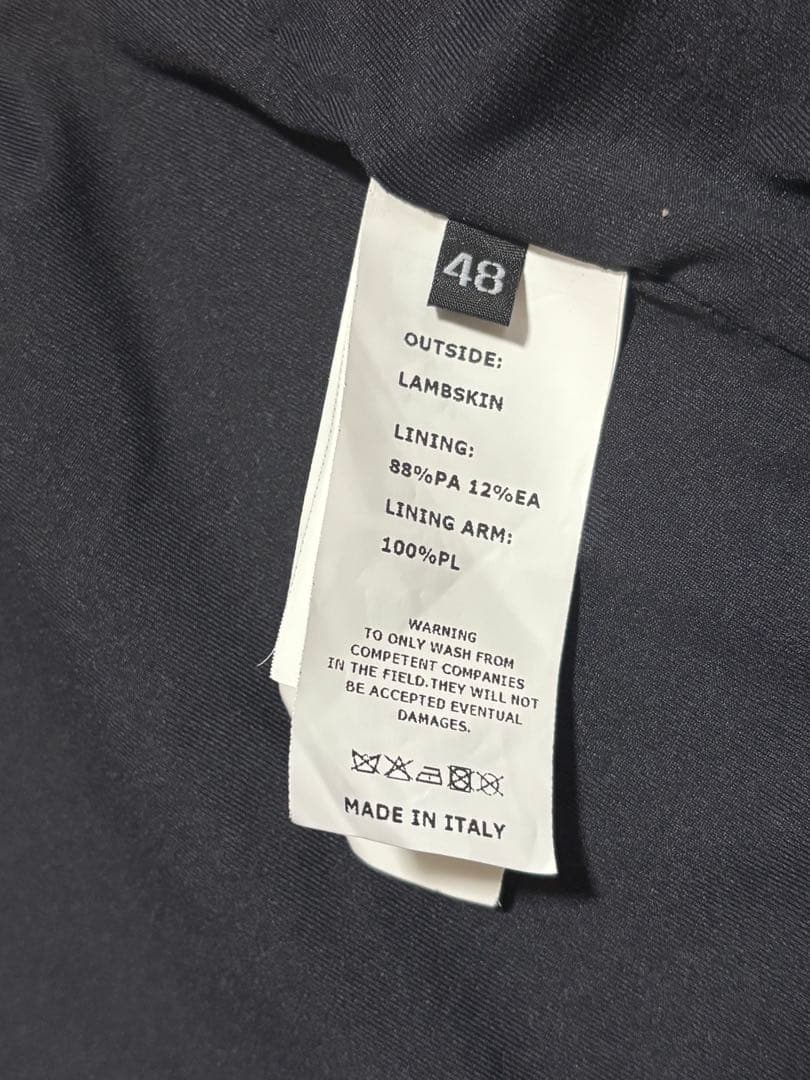 48
OUTSIDE:
LAMBSKIN
LINING:
88%PA 12%EA
LINING ARM:
100%PL
WARNING
TO ONLY WASH FROM
COMPETENT COMPANIES
IN THE FIELD.THEY WILL NOT
BE ACCEPTED EVENTUAL
DAMAGES.
MADE IN ITALY